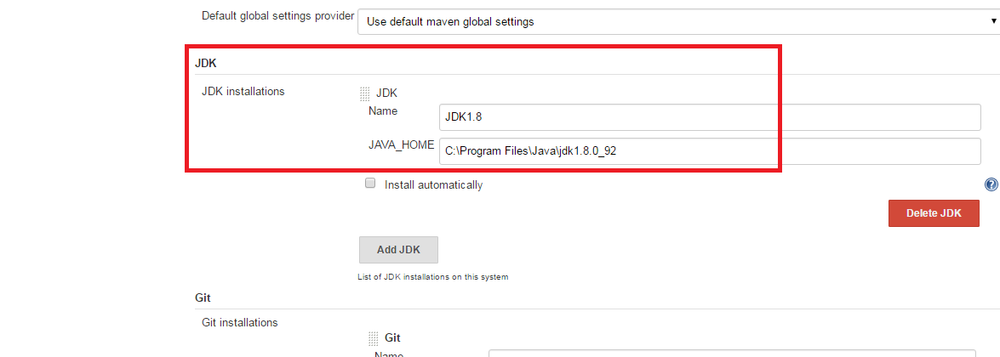 Default global settings provider
Use default maven global settings
JDK
JDK installations
JDK
Name
JDK1.8
JAVA_HOME
C:\Program Files\Java\jdk1.8.0_92
Install automatically
Delete JDK
Add JDK
List of JDK installations on this system
Git
Git installations
Git
Name